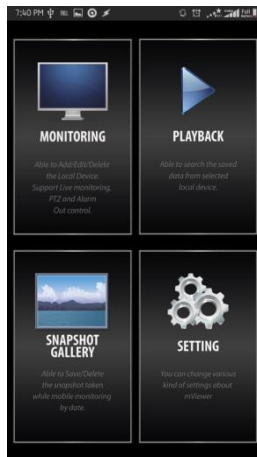 7:40 PM
MONITORING
Able to Add/Edit/Delete
the Local Device.
Support Live monitoring,
PTZ and Alarm
Out control.
PLAYBACK
Able to search the saved
data from selected
local device.
SNAPSHOT
GALLERY
Able to Save/Delete
the snapshot taken
while mobile monitoring
by date.
SETTING
You can change various
kind of settings about
mViewer